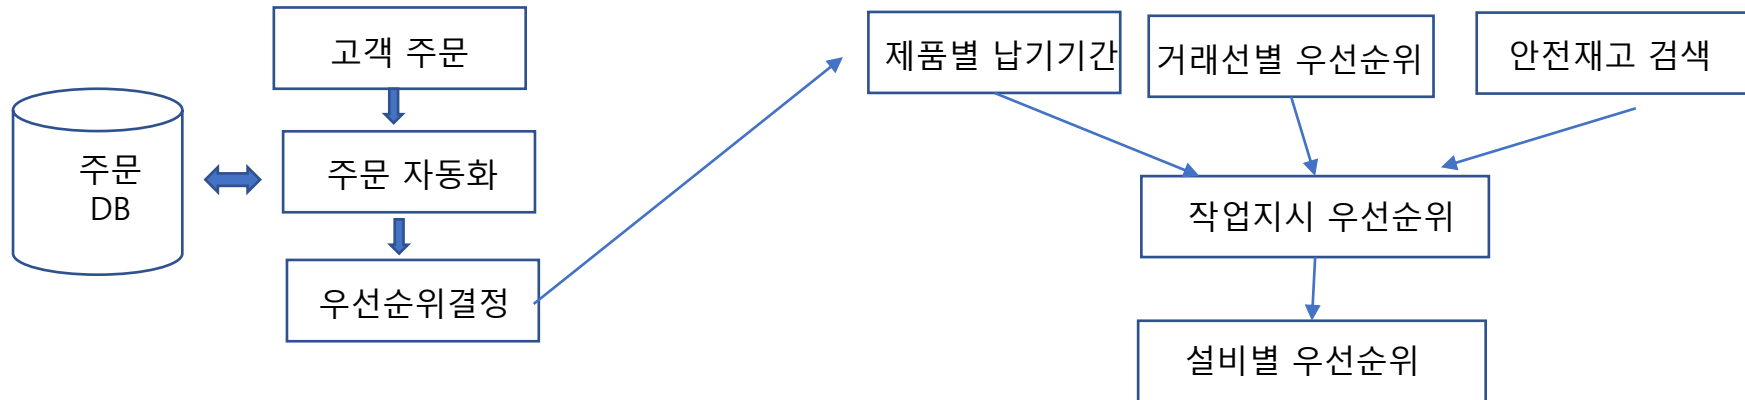 고객 주문
주문
DB
주문 자동화
우선순위결정
제품별 납기기간
거래선별 우선순위
안전재고 검색
작업지시 우선순위
설비별 우선순위